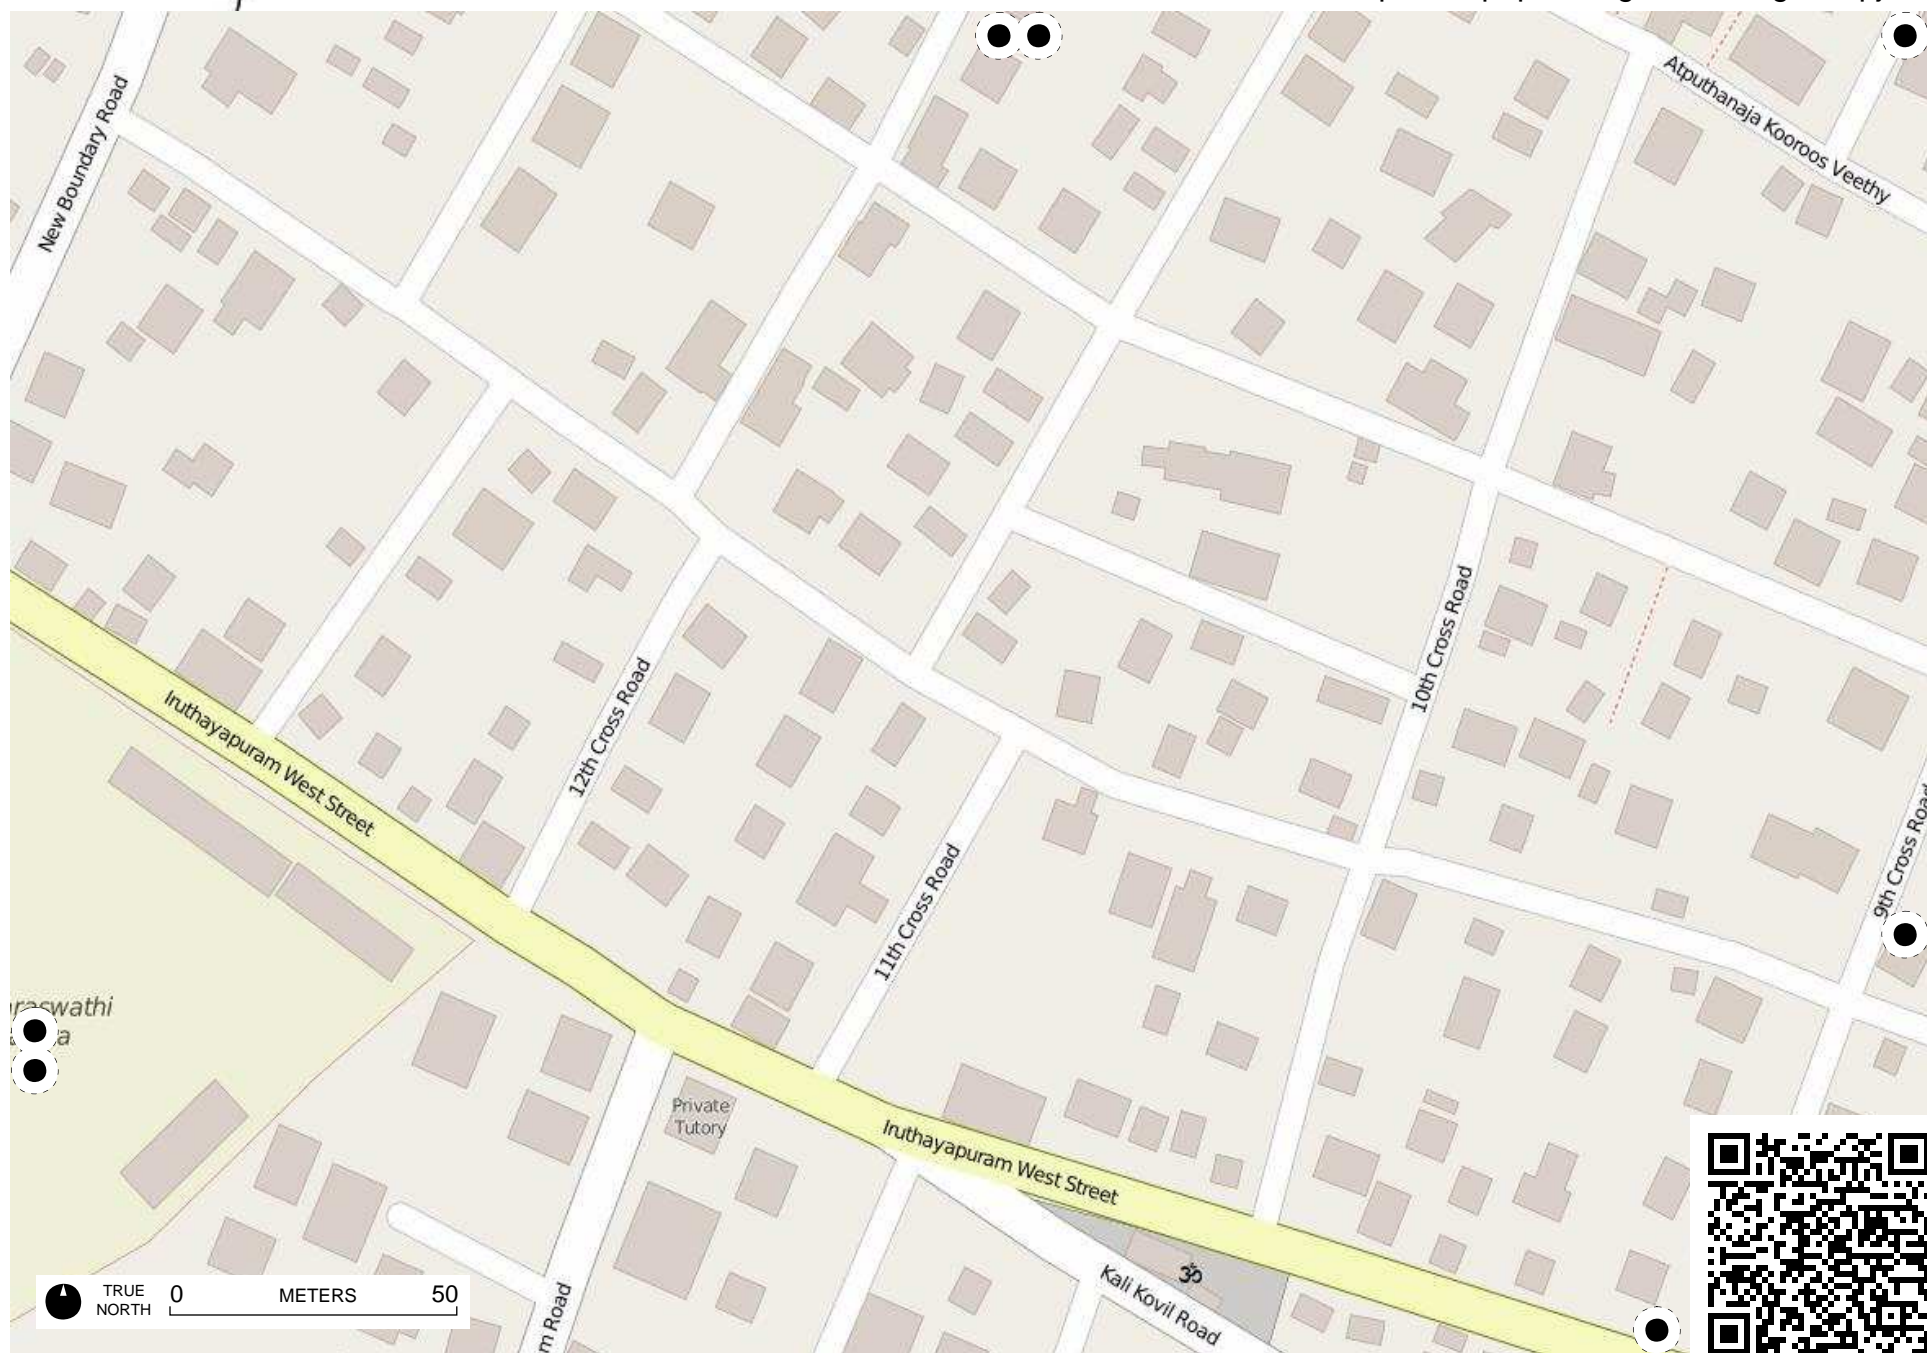 Atputhanaja Kooroos Veethy
New Boundary Road
10th Cross Road
12th Cross Road
Iruthayapuram West Street
9th Cross Road
11th Cross Road
Private
Tutory
Iruthayapuram West Street
ॐ
Kali Kovil Road
TRUE
NORTH
0 METERS 50
Road